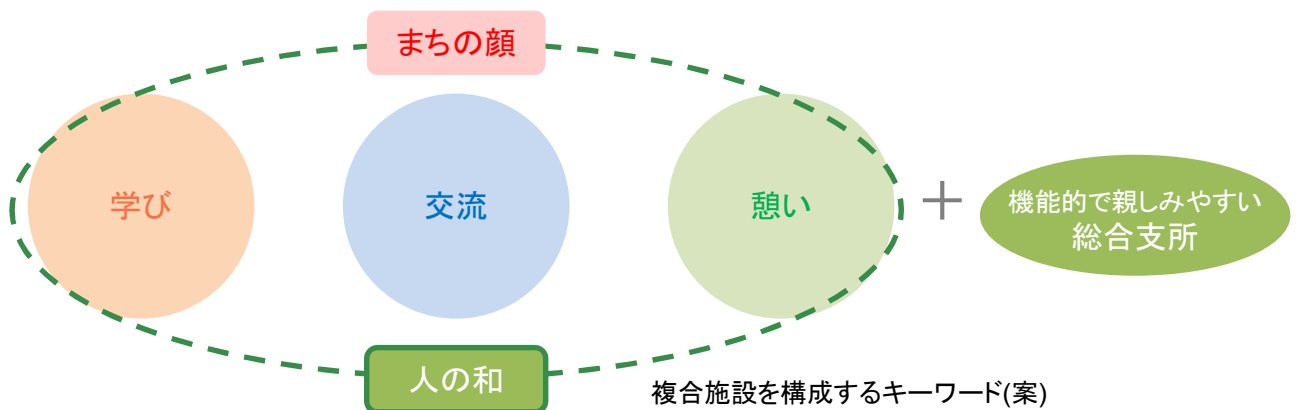 まちの顔
学び
交流
憩い
＋
機能的で親しみやすい
総合支所
人の和
複合施設を構成するキーワード(案)